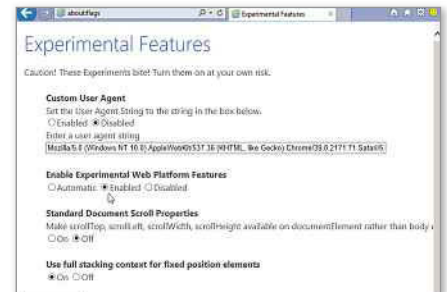 about:flags
Experimental Features
Experimental Features
Caution! These Experiments bite! Turn them on at your own risk.
Custom User Agent
Set the User Agent String to the string in the box below.
Enabled Disabled
Enter a user agent string
Mozilla/5.0 (Windows NT 10.0) AppleWebKit/537.36 (KHTML, like Gecko) Chrome/39.0.2171.71 Safari/5
Enable Experimental Web Platform Features
Automatic Enabled Disabled
Standard Document Scroll Properties
Make scrollTop, scrollLeft, scrollWidth, scrollHeight available on documentElement rather than body
On Off
Use full stacking context for fixed position elements
On Off